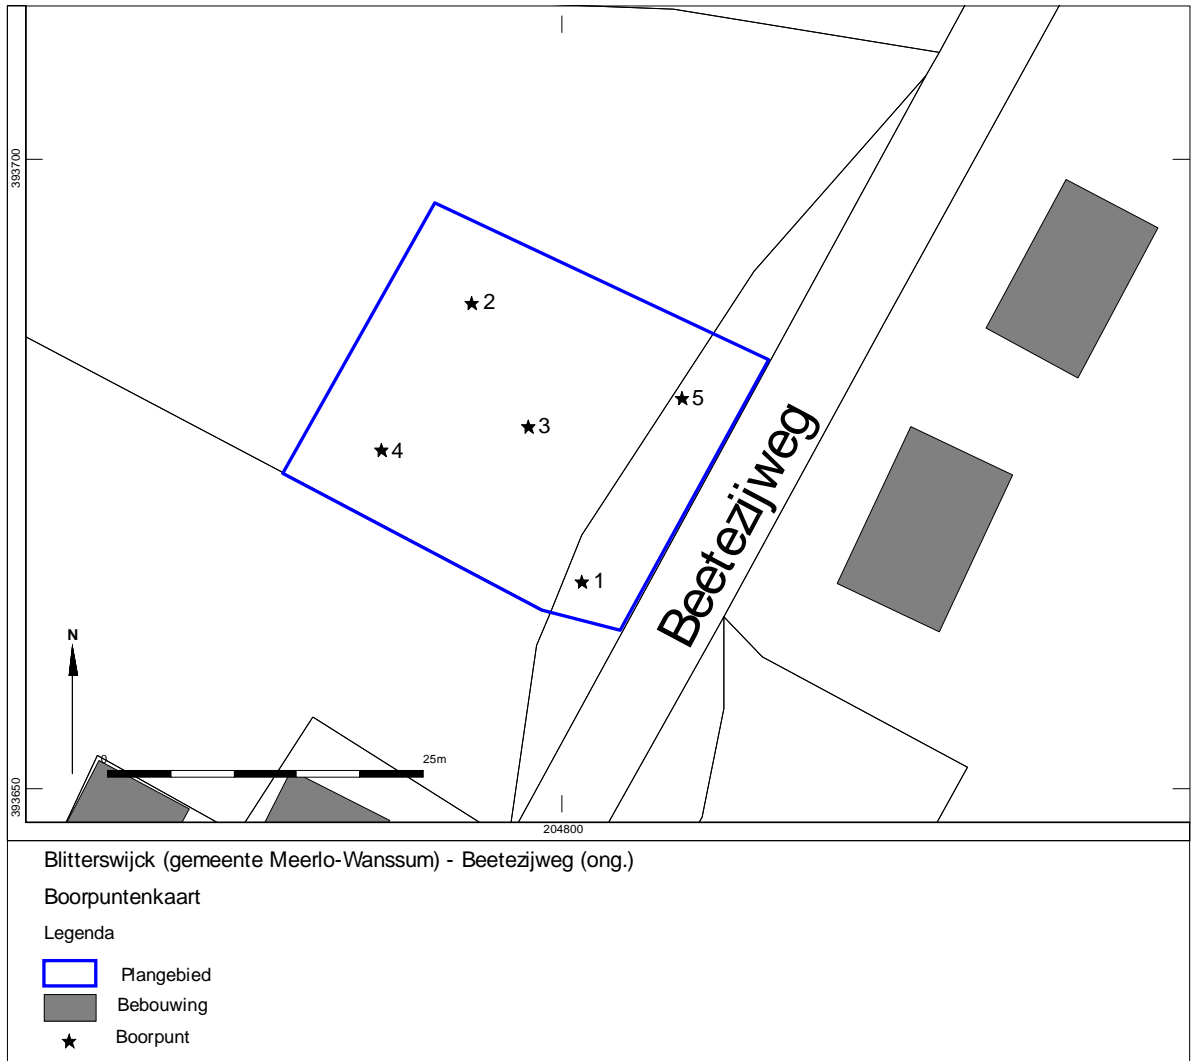 393700
2
5
3
4
Beetezijweg
1
N
0
25m
393650
204800
Blitterswijck (gemeente Meerlo-Wanssum) - Beetezijweg (ong.)
Boorpuntenkaart
Legenda
Plangebied
Bebouwing
Boorpunt